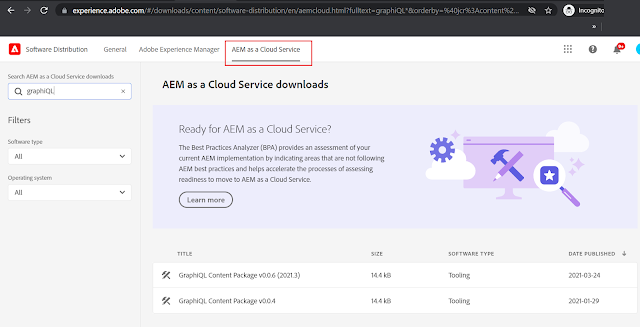 experience.adobe.com/#/downloads/content/software-distribution/en/aemcloud.html?fulltext=graphiQL*&orderby=%40jcr%3Acontent%2...
Incognito
Software Distribution
General
Adobe Experience Manager
AEM as a Cloud Service
9+
Search AEM as a Cloud Service downloads
graphiQL
Filters
Software type
All
Operating system
All
AEM as a Cloud Service downloads
Ready for AEM as a Cloud Service?
The Best Practices Analyzer (BPA) provides an assessment of your
current AEM implementation by indicating areas that are not following
AEM best practices and helps accelerate the processes of assessing
readiness to move to AEM as a Cloud Service.
Learn more
TITLE SIZE SOFTWARE TYPE DATE PUBLISHED
GraphiQL Content Package v0.0.6 (2021.3) 14.4 kB Tooling 2021-03-24
GraphiQL Content Package v0.0.4 14.4 kB Tooling 2021-01-29